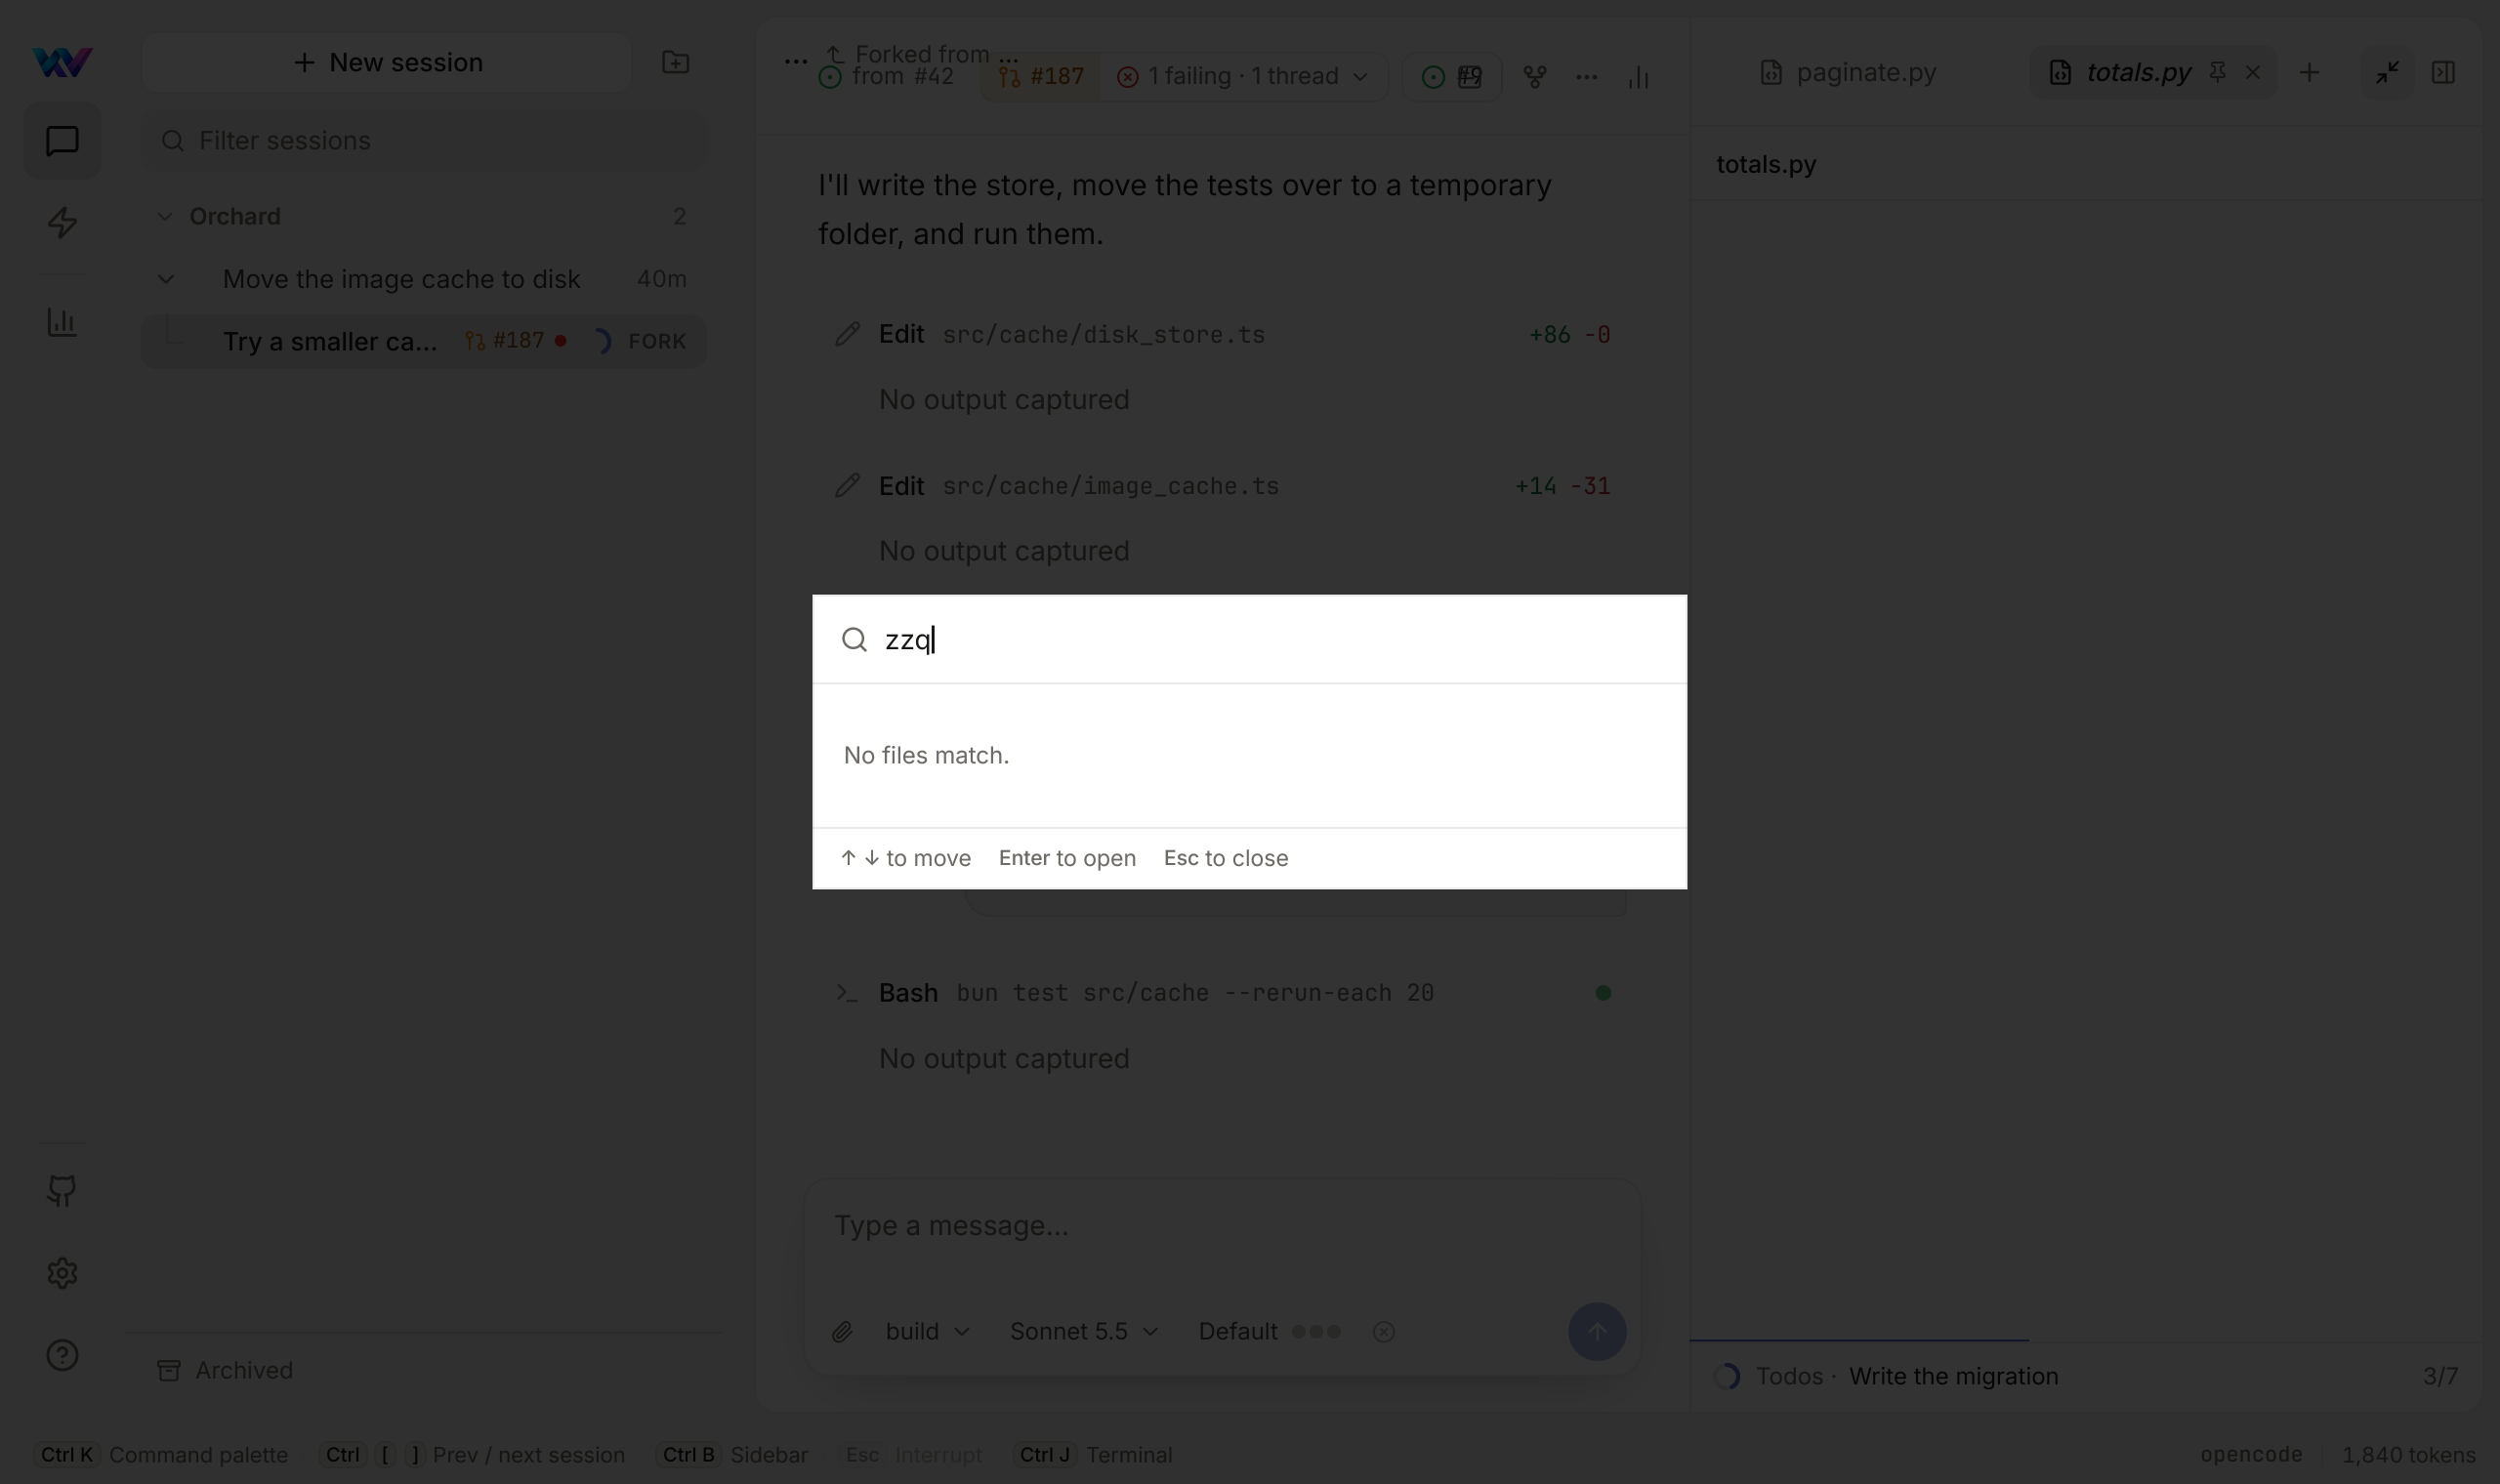 New session
Filter sessions
Orchard 2
Move the image cache to disk 40m
Try a smaller ca... #187 FORK
Archived
Forked from ...
from #42 #187 1 failing · 1 thread #9
I'll write the store, move the tests over to a temporary
folder, and run them.
Edit src/cache/disk_store.ts +86 -0
No output captured
Edit src/cache/image_cache.ts +14 -31
No output captured
zzq
No files match.
↑ ↓ to move Enter to open Esc to close
Bash bun test src/cache --rerun-each 20
No output captured
Type a message...
build Sonnet 5.5 Default
paginate.py totals.py
totals.py
Todos · Write the migration 3/7
Ctrl K Command palette Ctrl [ ] Prev / next session Ctrl B Sidebar Esc Interrupt Ctrl J Terminal
opencode 1,840 tokens